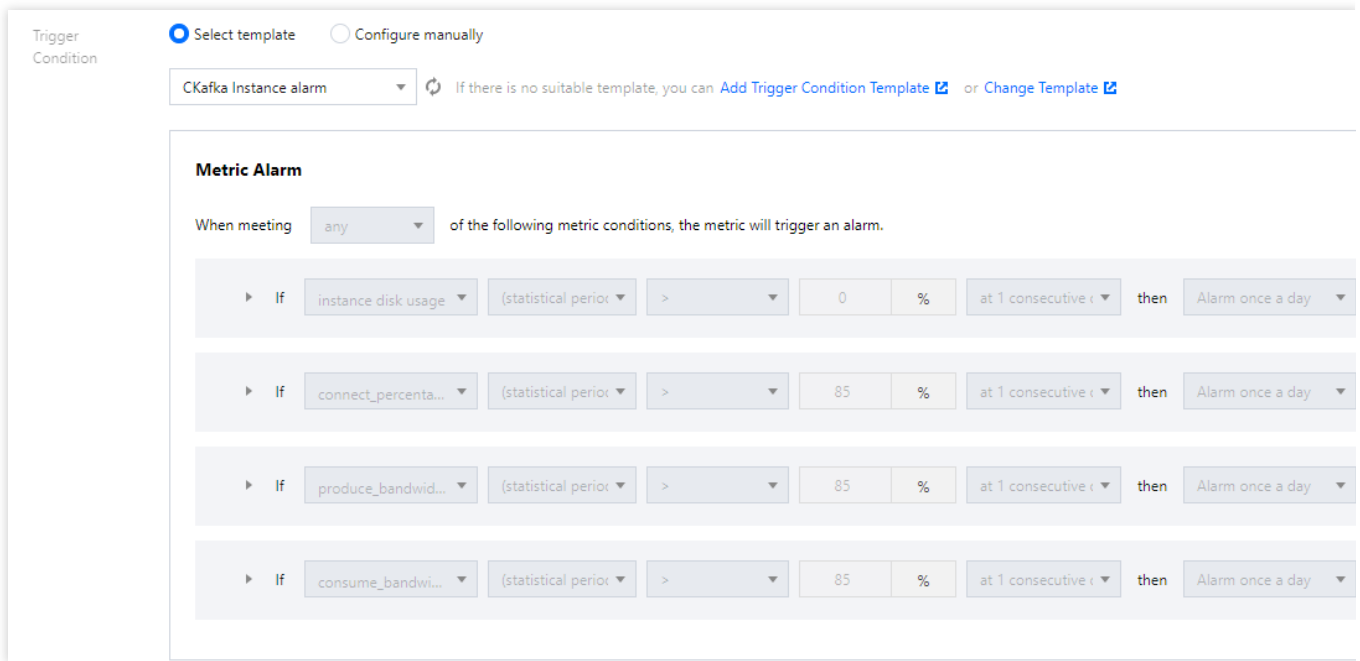 Trigger Condition
Select template Configure manually
CKafka Instance alarm If there is no suitable template, you can Add Trigger Condition Template or Change Template
Metric Alarm
When meeting any of the following metric conditions, the metric will trigger an alarm.
If instance disk usage (statistical perioc > 0 % at 1 consecutive c then Alarm once a day
If connect_percenta... (statistical perioc > 85 % at 1 consecutive c then Alarm once a day
If produce_bandwid... (statistical perioc > 85 % at 1 consecutive c then Alarm once a day
If consume_bandwi... (statistical perioc > 85 % at 1 consecutive c then Alarm once a day